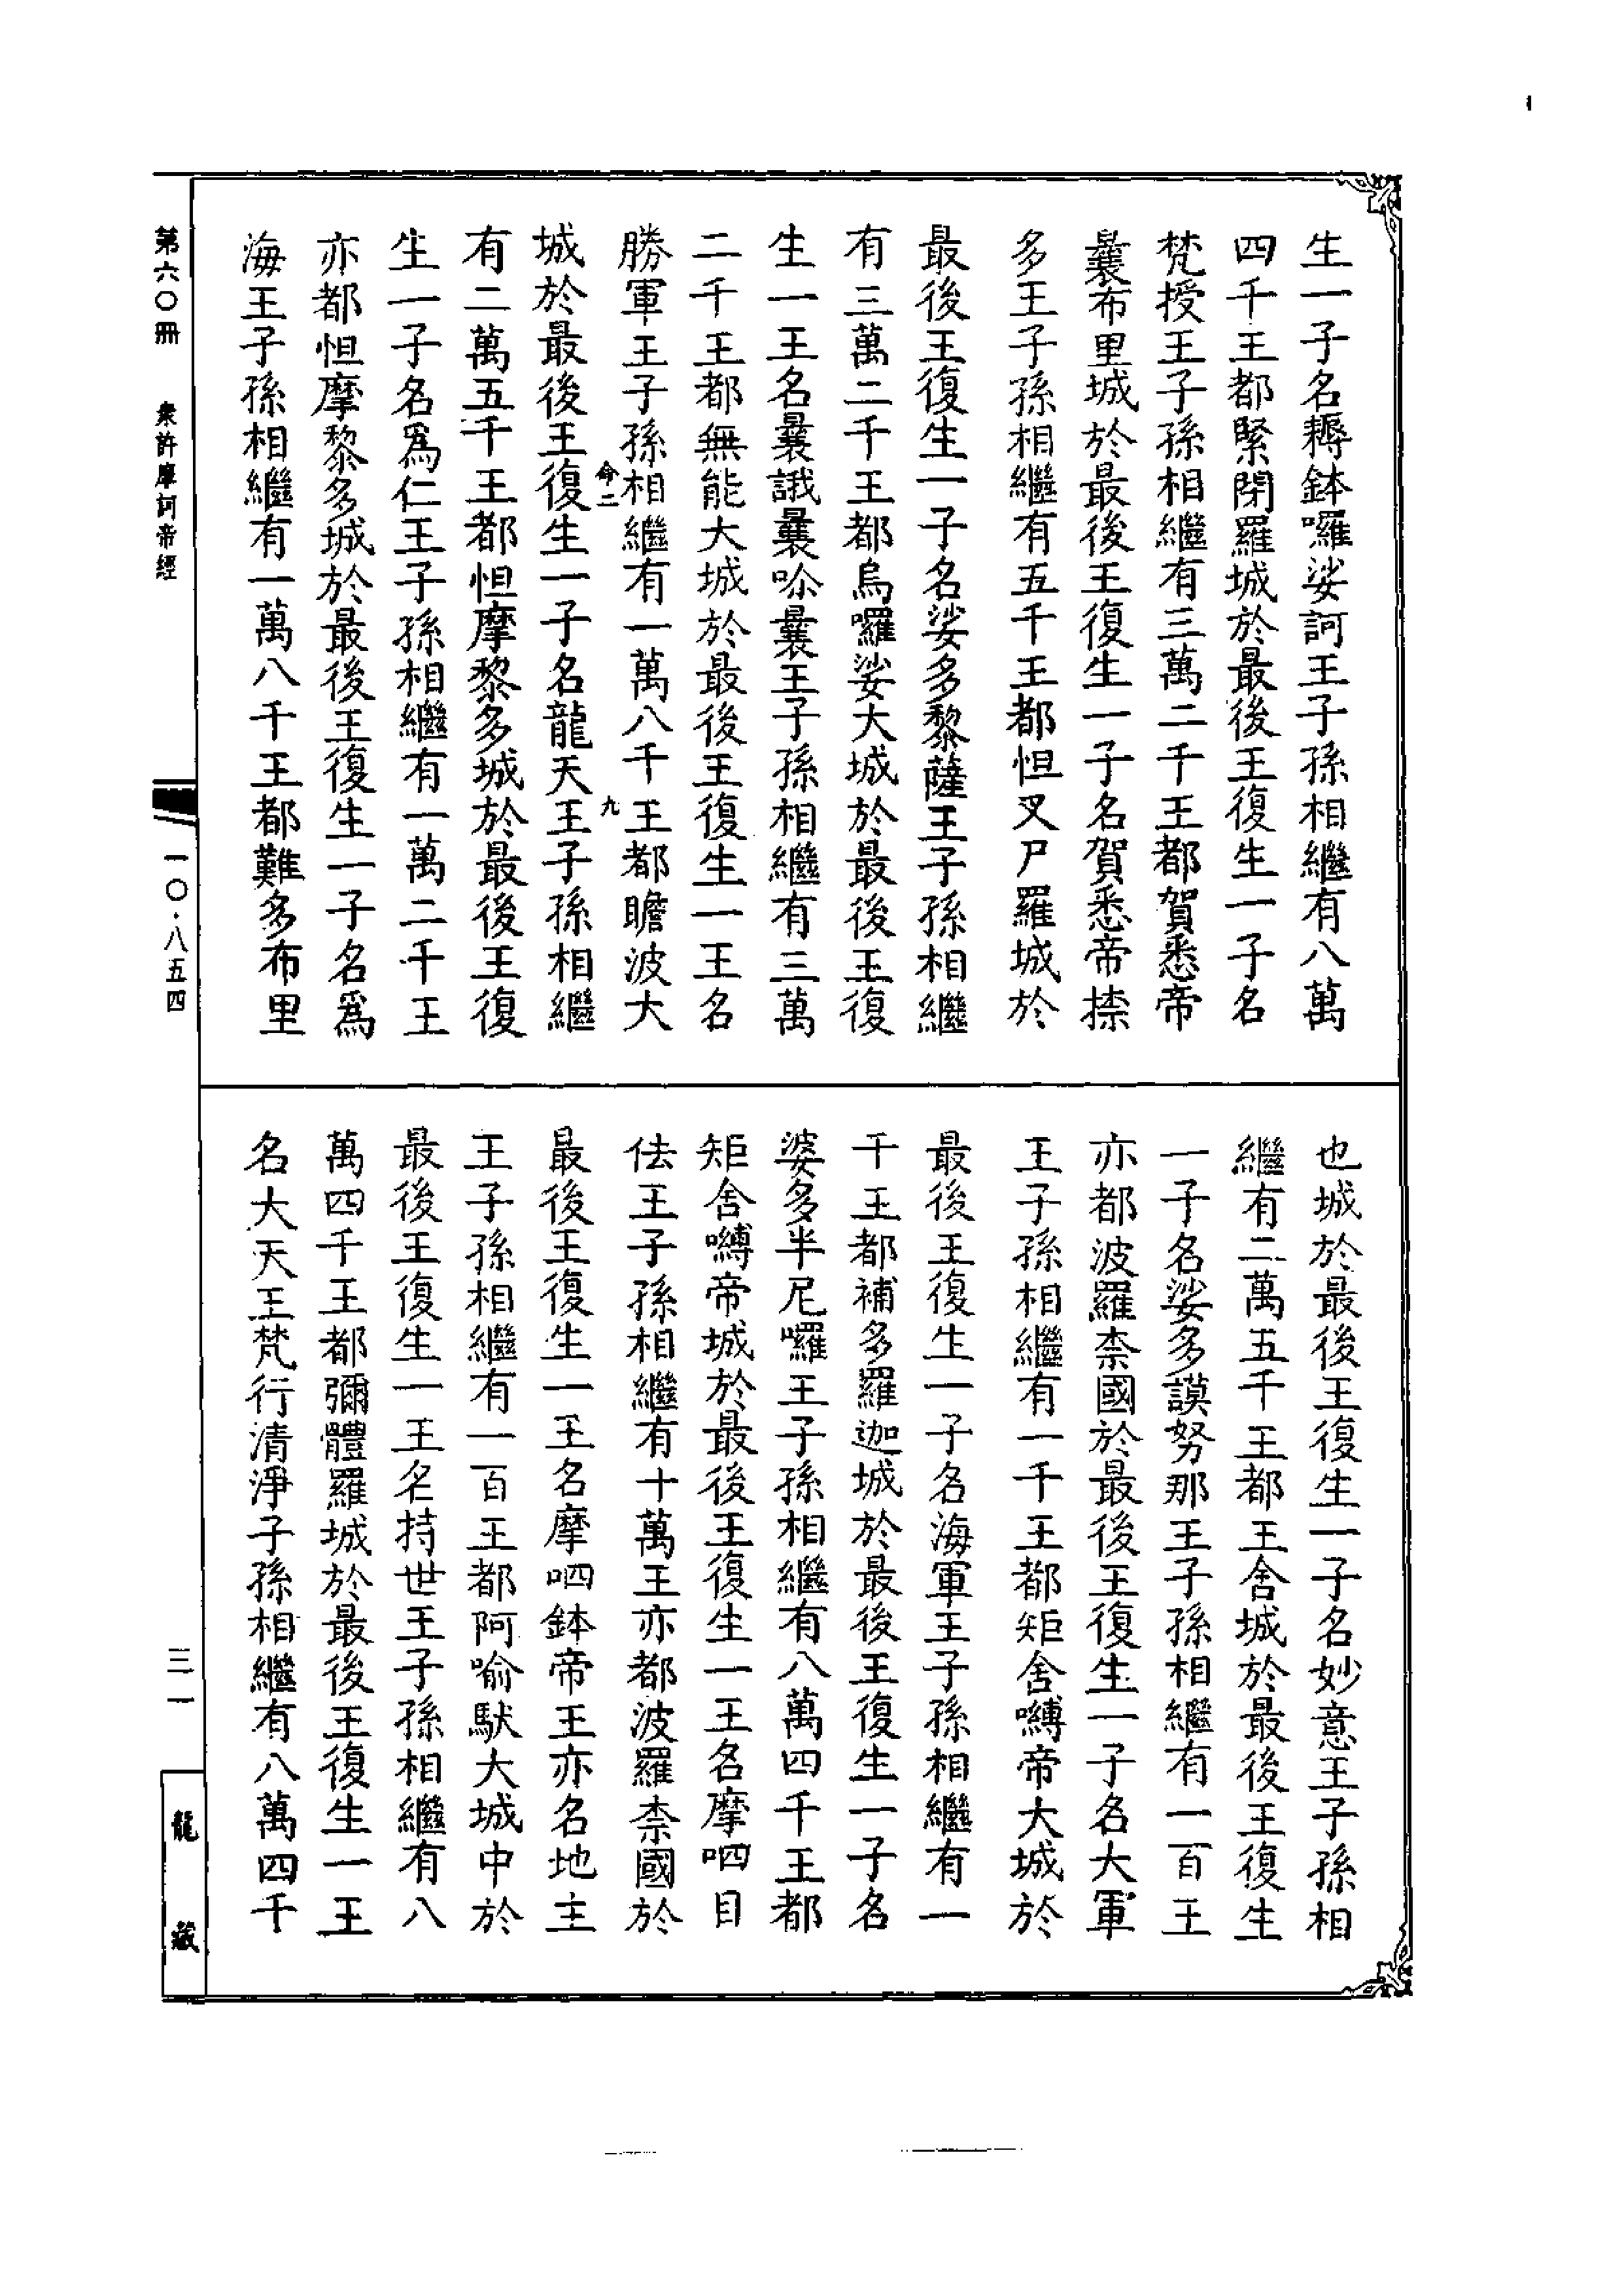 生一子名耨鉢囉娑訶王子孫相繼有八萬
四千王都緊閉羅城於最後王復生一子名
梵授王子孫相繼有三萬二千王都賀悉帝
曩布里城於最後王復生一子名賀悉帝捺
多王子孫相繼有五千王都怛叉尸羅城於
最後王復生一子名娑多黎薩王子孫相繼
有三萬二千王都烏囉娑大城於最後王復
生一王名曩誐曩㖿曩王子孫相繼有三萬
二千王都無能大城於最後王復生一王名
勝軍王子孫相繼有一萬八千王都瞻波大
命二
九
城於最後王復生一子名龍天王子孫相繼
有二萬五千王都怛摩黎多城於最後王復
生一子名爲仁王子孫相繼有一萬二千王
亦都怛摩黎多城於最後王復生一子名爲
海王子孫相繼有一萬八千王都難多布里
也城於最後王復生一子名妙意王子孫相
繼有二萬五千王都王舍城於最後王復生
一子名娑多謨努那王子孫相繼有一百王
亦都波羅柰國於最後王復生一子名大軍
王子孫相繼有一千王都矩舍嚩帝大城於
最後王復生一子名海軍王子孫相繼有一
千王都補多羅迦城於最後王復生一子名
婆多半尼囉王子孫相繼有八萬四千王都
矩舍嚩帝城於最後王復生一王名摩呬目
佉王子孫相繼有十萬王亦都波羅柰國於
最後王復生一王名摩呬鉢帝王亦名地主
王子孫相繼有一百王都阿喻馱大城中於
最後王復生一王名持世王子孫相繼有八
萬四千王都彌體羅城於最後王復生一王
名大天王梵行清淨子孫相繼有八萬四千
第六〇冊 衆許摩訶帝經
一〇·八五四
三一
龍藏